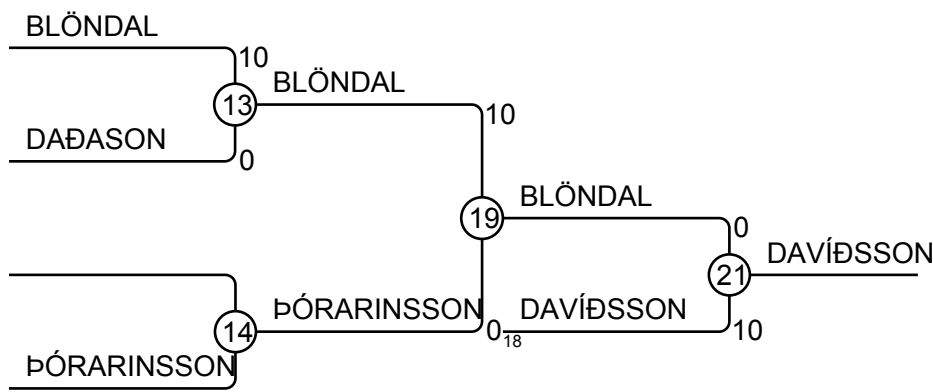 BLÖNDAL
10
13
BLÖNDAL
10
DAÐASON
0
19
BLÖNDAL
0
21
DAVÍÐSSON
ÞÓRARINSSON
0
18
DAVÍÐSSON
10
14
ÞÓRARINSSON